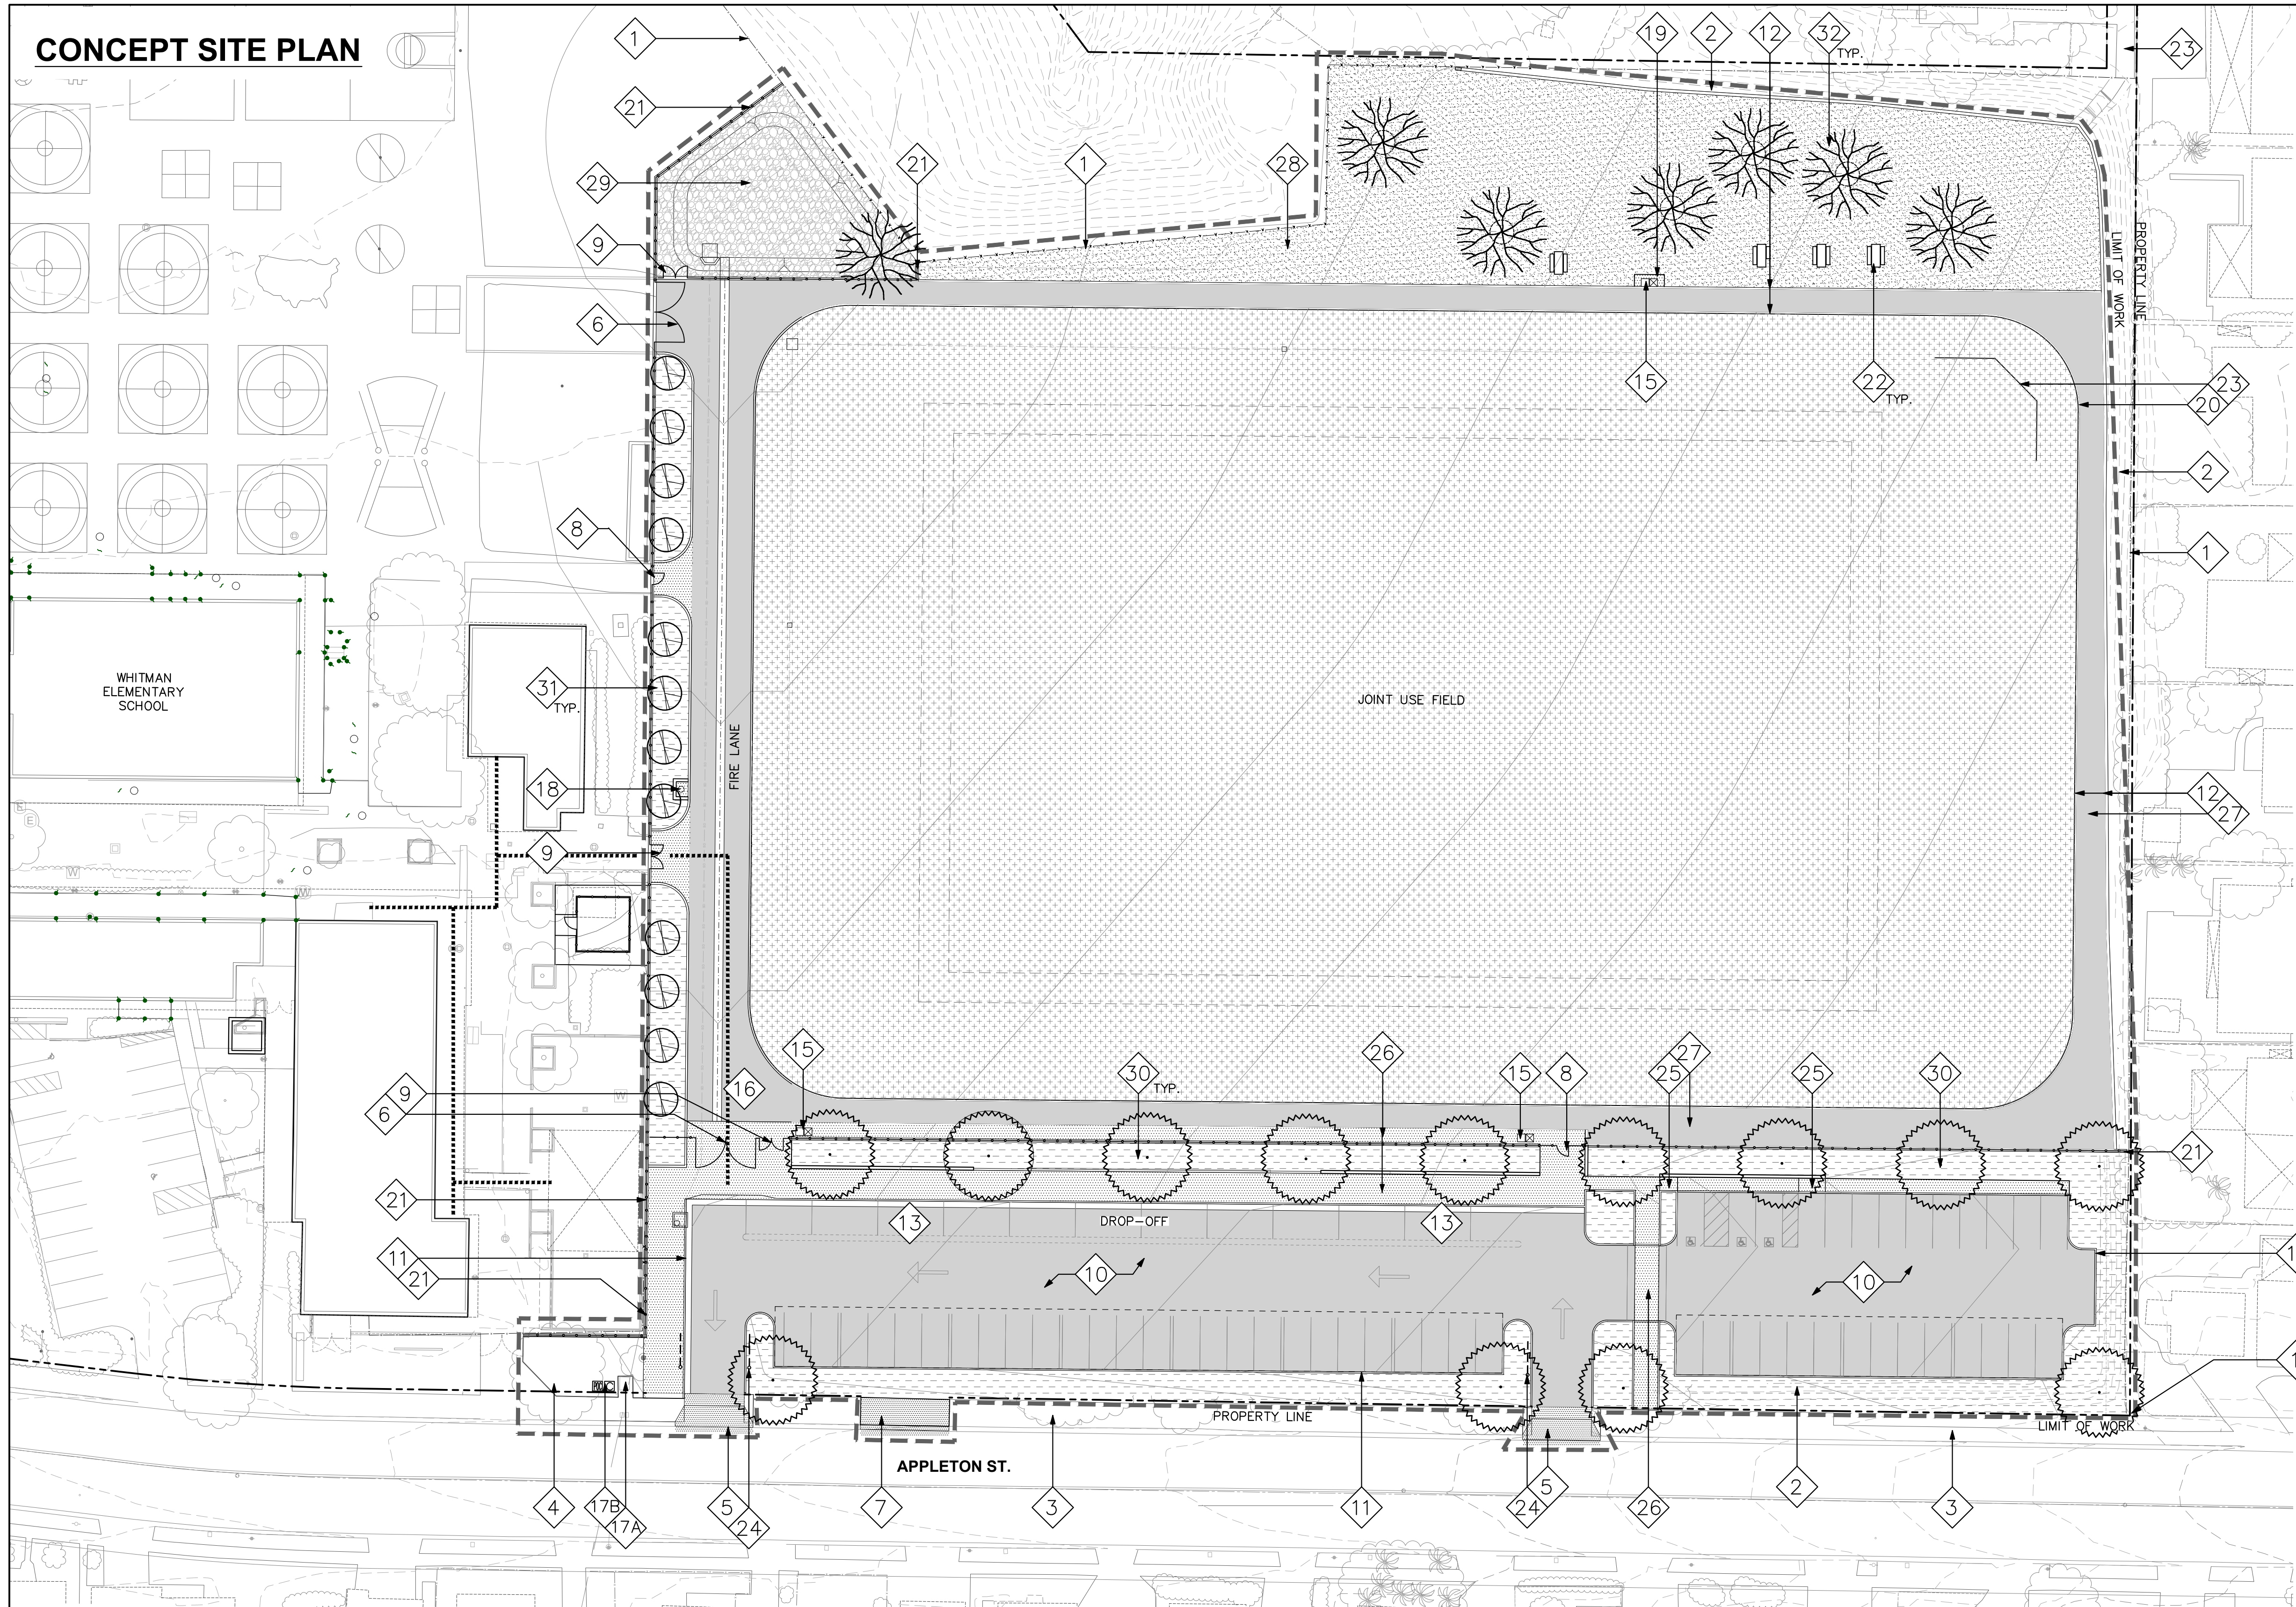 CONCEPT SITE PLAN
1
19
2
12
32
TYP.
23
21
29
21
1
28
9
6
15
22
TYP.
23
20
PROPERTY LINE
LIMIT OF WORK
2
8
1
WHITMAN
ELEMENTARY
SCHOOL
31
TYP.
JOINT USE FIELD
FIRE LANE
18
12
27
9
E
E
W
W
W
15
26
27
30
TYP.
15
8
25
25
30
9
6
16
21
21
13
DROP-OFF
13
11
21
10
10
1
1
PROPERTY LINE
LIMIT OF WORK
APPLETON ST.
4
17B
17A
5
24
7
3
11
5
24
26
2
3